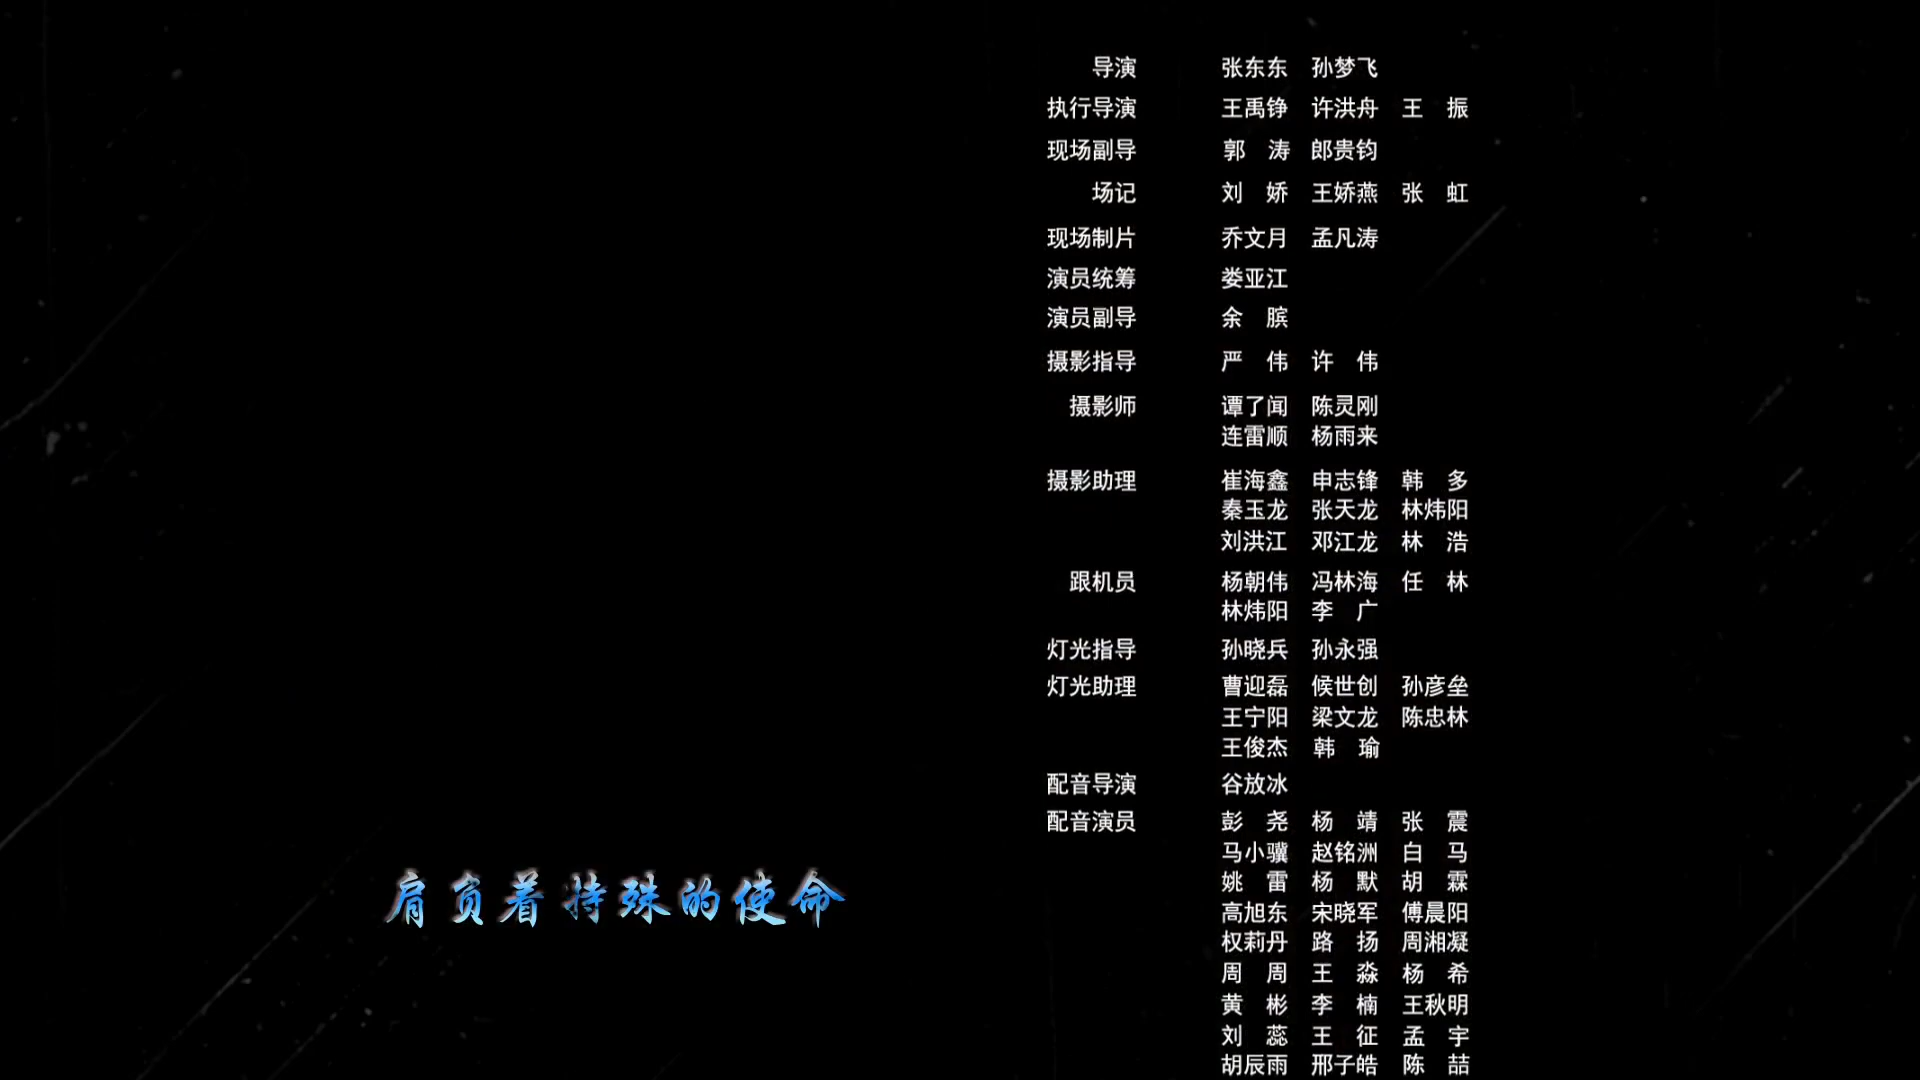 导演 张东东 孙梦飞
执行导演 王禹铮 许洪舟 王 振
现场副导 郭 涛 郎贵钧
场记 刘 娇 王娇燕 张 虹
现场制片 乔文月 孟凡涛
演员统筹 娄亚江
演员副导 余 膑
摄影指导 严 伟 许 伟
摄影师 谭了闻 陈灵刚
连雷顺 杨雨来
摄影助理 崔海鑫 申志锋 韩 多
秦玉龙 张天龙 林炜阳
刘洪江 邓江龙 林 浩
跟机员 杨朝伟 冯林海 任 林
林炜阳 李 广
灯光指导 孙晓兵 孙永强
灯光助理 曹迎磊 候世创 孙彦垒
王宁阳 梁文龙 陈忠林
王俊杰 韩 瑜
配音导演 谷放冰
配音演员 彭 尧 杨 靖 张 震
马小骥 赵铭洲 白 马
姚 雷 杨 默 胡 霖
高旭东 宋晓军 傅晨阳
权莉丹 路 扬 周湘凝
周 周 王 淼 杨 希
黄 彬 李 楠 王秋明
刘 蕊 王 征 孟 宇
胡辰雨 邢子皓 陈 喆
肩负着特殊的使命